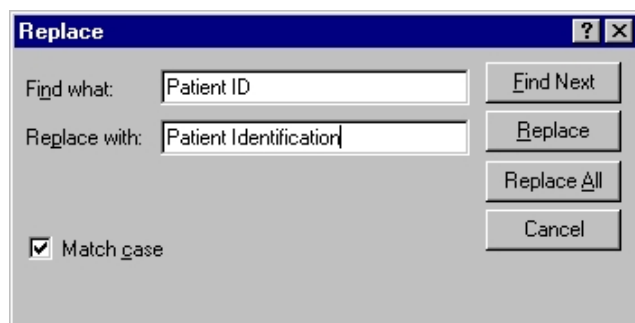 Replace
Find what: Patient ID
Find Next
Replace with: Patient Identification
Replace
Replace All
Cancel
Match case